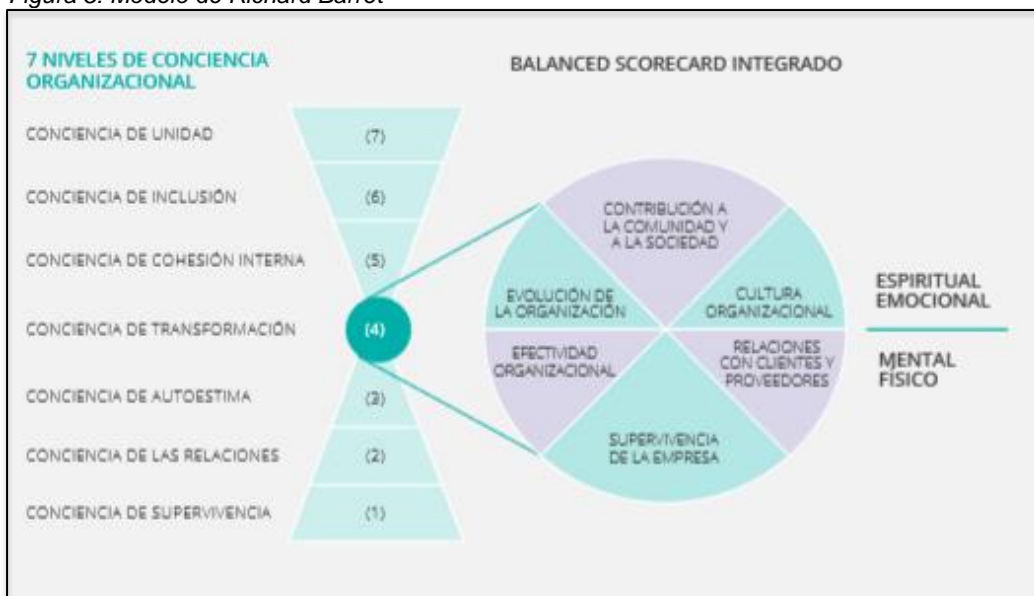 Figura 3. Modelo de Richard Barret
7 NIVELES DE CONCIENCIA
ORGANIZACIONAL
CONCIENCIA DE UNIDAD
(7)
CONCIENCIA DE INCLUSIÓN
(6)
CONCIENCIA DE COHESIÓN INTERNA
(5)
CONCIENCIA DE TRANSFORMACIÓN
(4)
CONCIENCIA DE AUTOESTIMA
(3)
CONCIENCIA DE LAS RELACIONES
(2)
CONCIENCIA DE SUPERVIVENCIA
(1)
BALANCED SCORECARD INTEGRADO
CONTRIBUCIÓN A
LA COMUNIDAD Y
A LA SOCIEDAD
EVOLUCIÓN DE
LA ORGANIZACIÓN
CULTURA
ORGANIZACIONAL
EFECTIVIDAD
ORGANIZACIONAL
RELACIONES
CON CLIENTES Y
PROVEEDORES
SUPERVIVENCIA
DE LA EMPRESA
ESPIRITUAL
EMOCIONAL
MENTAL
FÍSICO